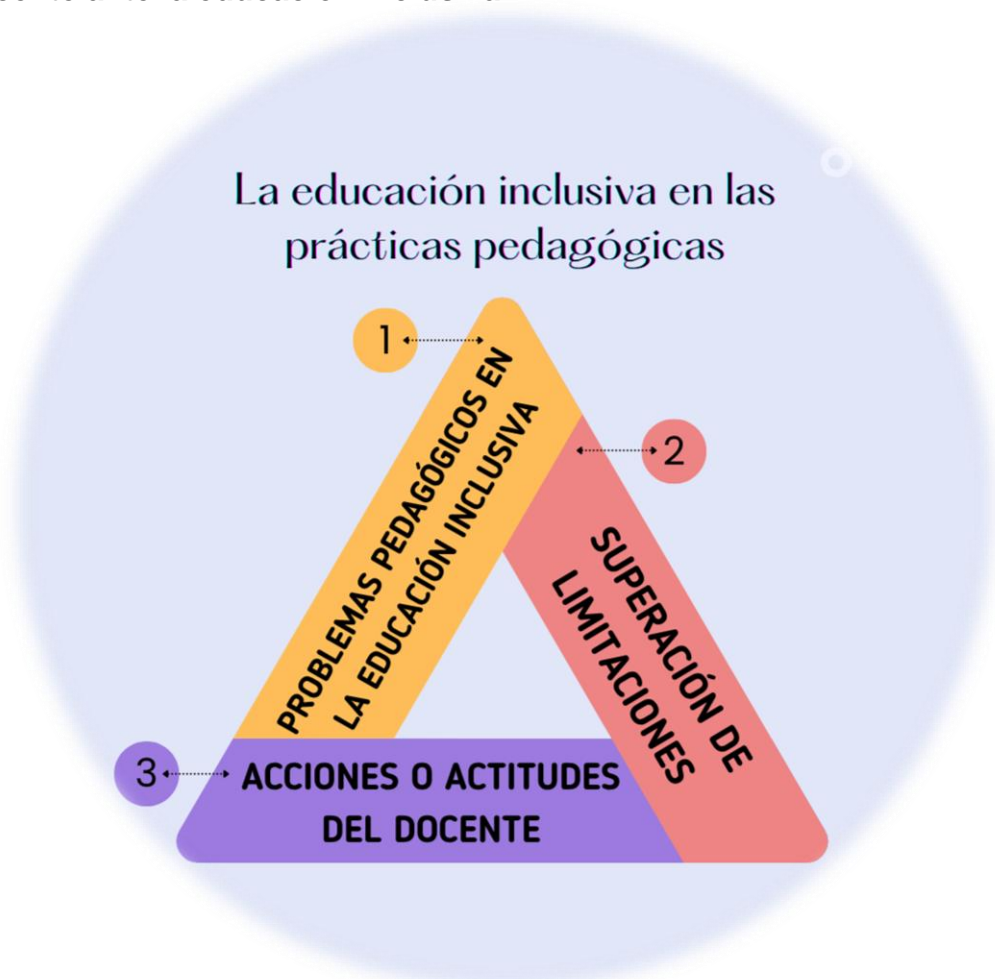 La educación inclusiva en las
prácticas pedagógicas
1
PROBLEMAS PEDAGÓGICOS EN
LA EDUCACIÓN INCLUSIVA
2
SUPERACIÓN DE
LIMITACIONES
3
ACCIONES O ACTITUDES
DEL DOCENTE